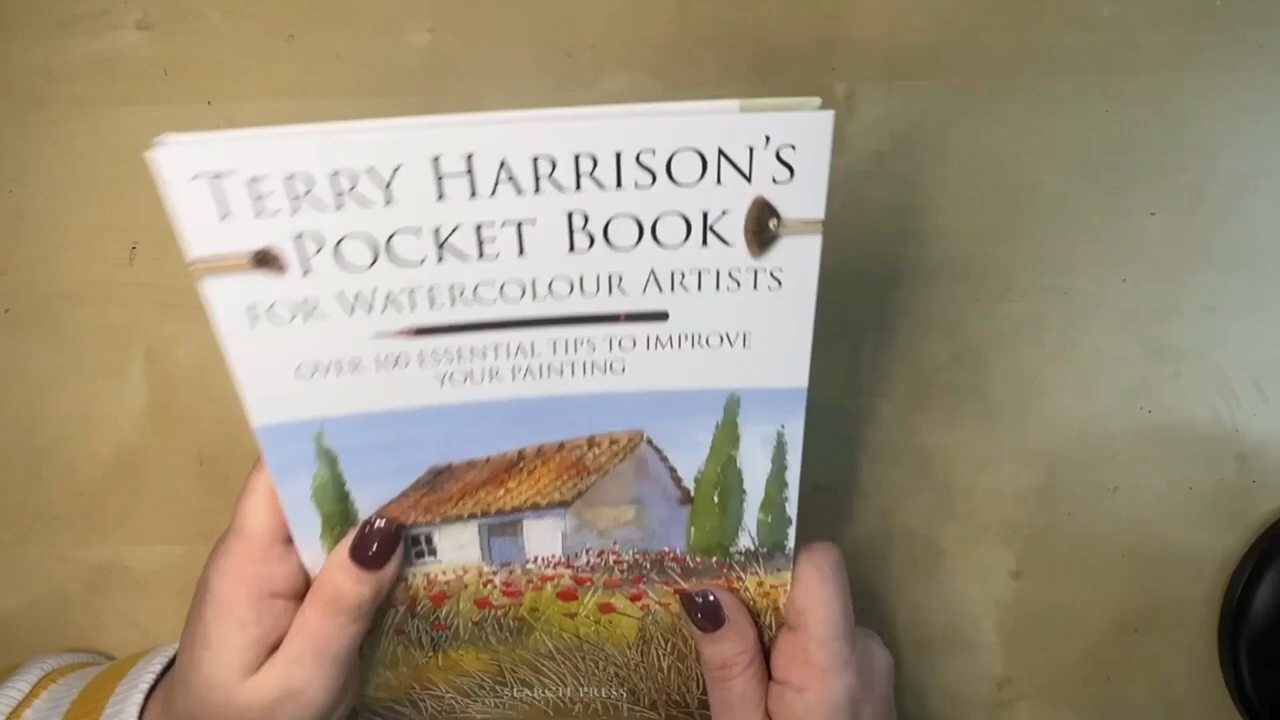 TERRY HARRISON'S
POCKET BOOK
FOR WATERCOLOUR ARTISTS
OVER 100 ESSENTIAL TIPS TO IMPROVE
YOUR PAINTING
SEARCH PRESS